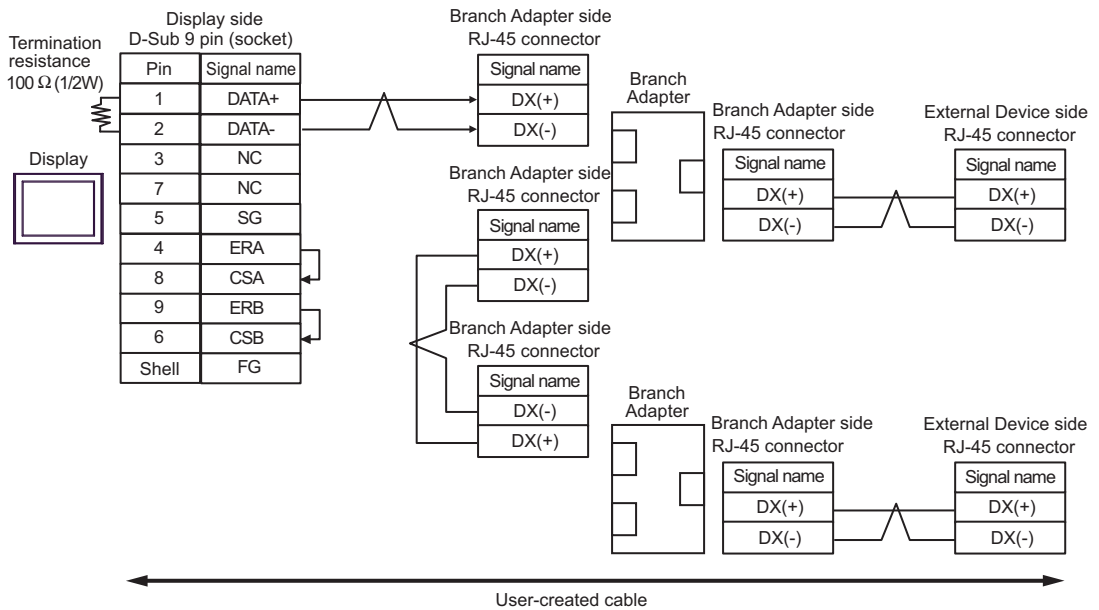 Display side
D-Sub 9 pin (socket)
Termination
resistance
100 Ω (1/2W)
Pin Signal name
1 DATA+
2 DATA-
3 NC
7 NC
5 SG
4 ERA
8 CSA
9 ERB
6 CSB
Shell FG
Display
Branch Adapter side
RJ-45 connector
Signal name
DX(+)
DX(-)
Branch Adapter side
RJ-45 connector
Signal name
DX(+)
DX(-)
Branch Adapter side
RJ-45 connector
Signal name
DX(-)
DX(+)
Branch
Adapter
Branch Adapter side
RJ-45 connector
Signal name
DX(+)
DX(-)
External Device side
RJ-45 connector
Signal name
DX(+)
DX(-)
Branch
Adapter
Branch Adapter side
RJ-45 connector
Signal name
DX(+)
DX(-)
External Device side
RJ-45 connector
Signal name
DX(+)
DX(-)
User-created cable